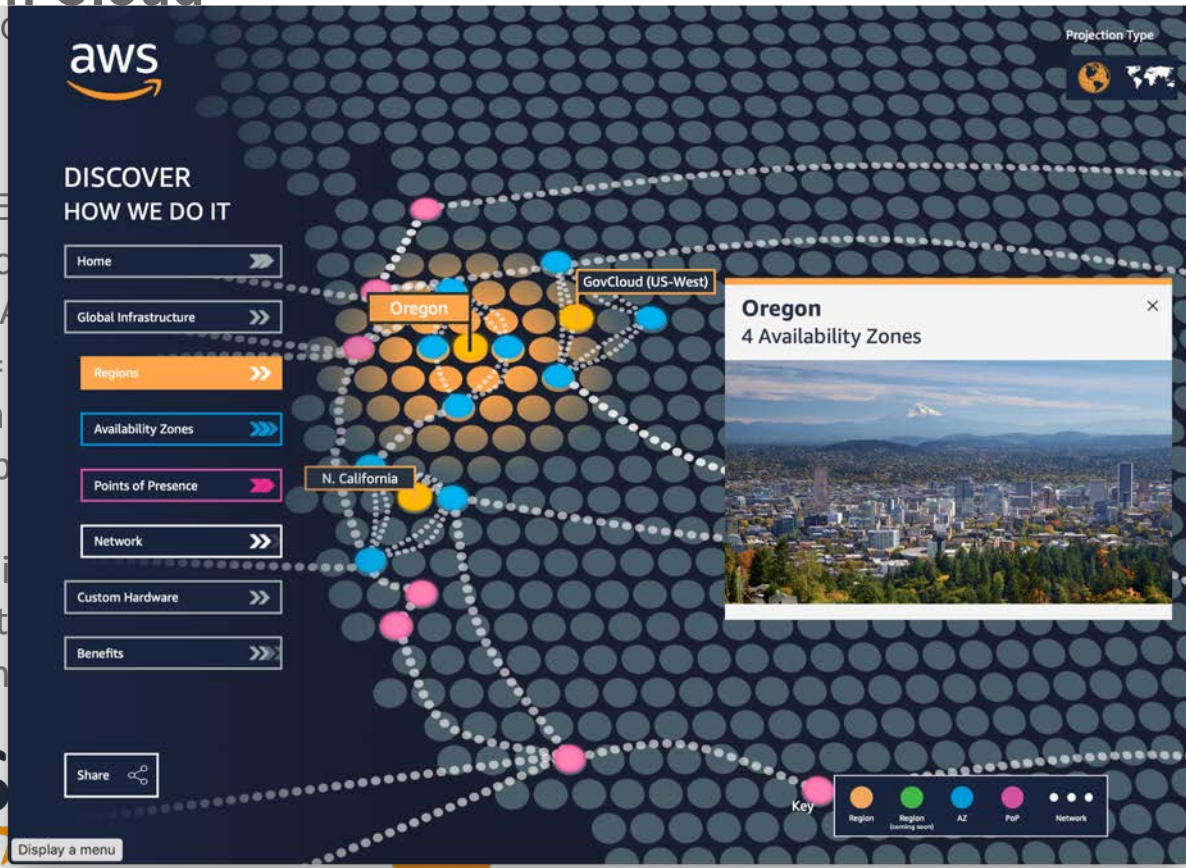 n Cloud
aws
Projection Type
DISCOVER
HOW WE DO IT
Home
Global Infrastructure
Regions
Availability Zones
Points of Presence
Network
Custom Hardware
Benefits
Share
Display a menu
Oregon
GovCloud (US-West)
N. California
Oregon
4 Availability Zones
×
Key
Region
Region
(coming soon)
AZ
PoP
Network